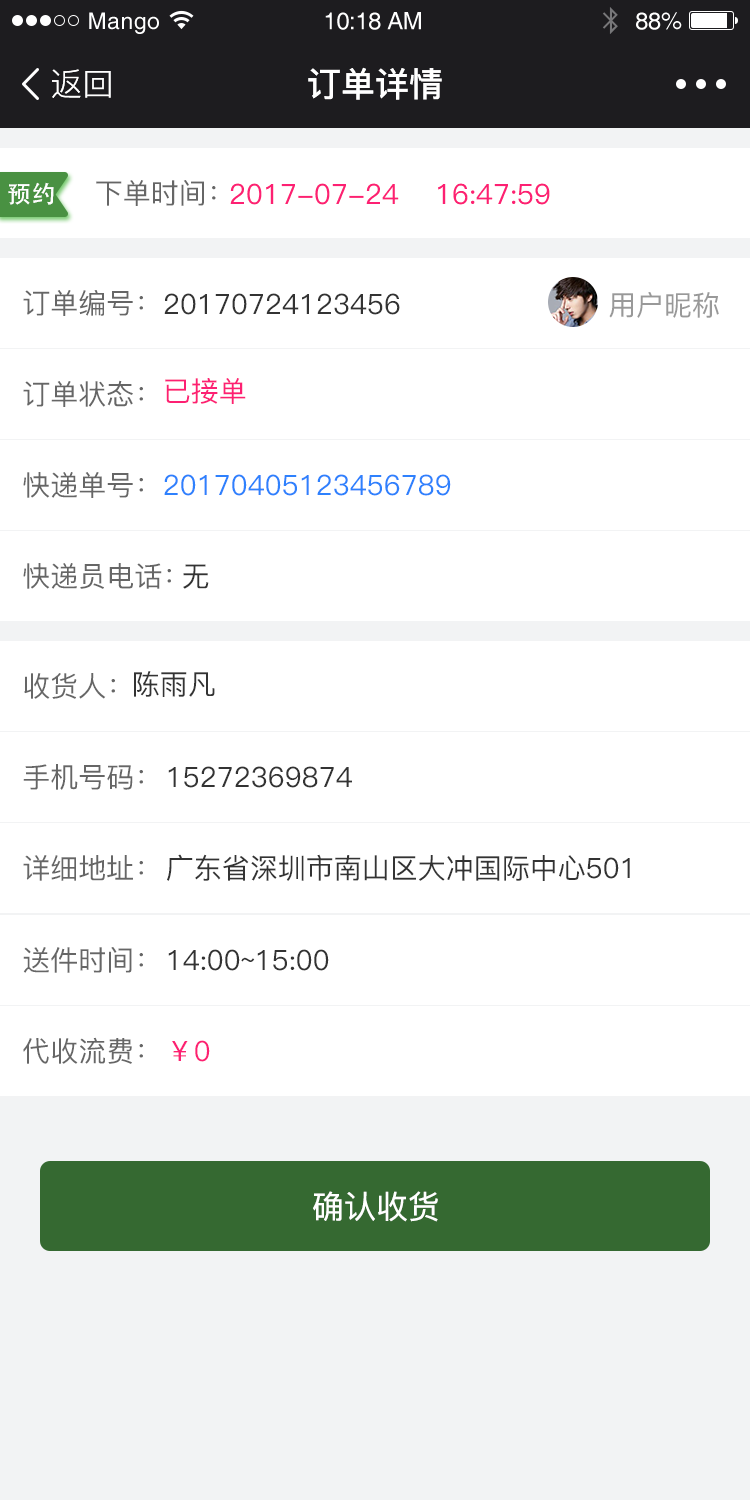 Mango 10:18 AM 88%
返回 订单详情
预约 下单时间：2017-07-24 16:47:59
订单编号：20170724123456 用户昵称
订单状态：已接单
快递单号：20170405123456789
快递员电话：无
收货人：陈雨凡
手机号码：15272369874
详细地址：广东省深圳市南山区大冲国际中心501
送件时间：14:00~15:00
代收流费：￥0
确认收货